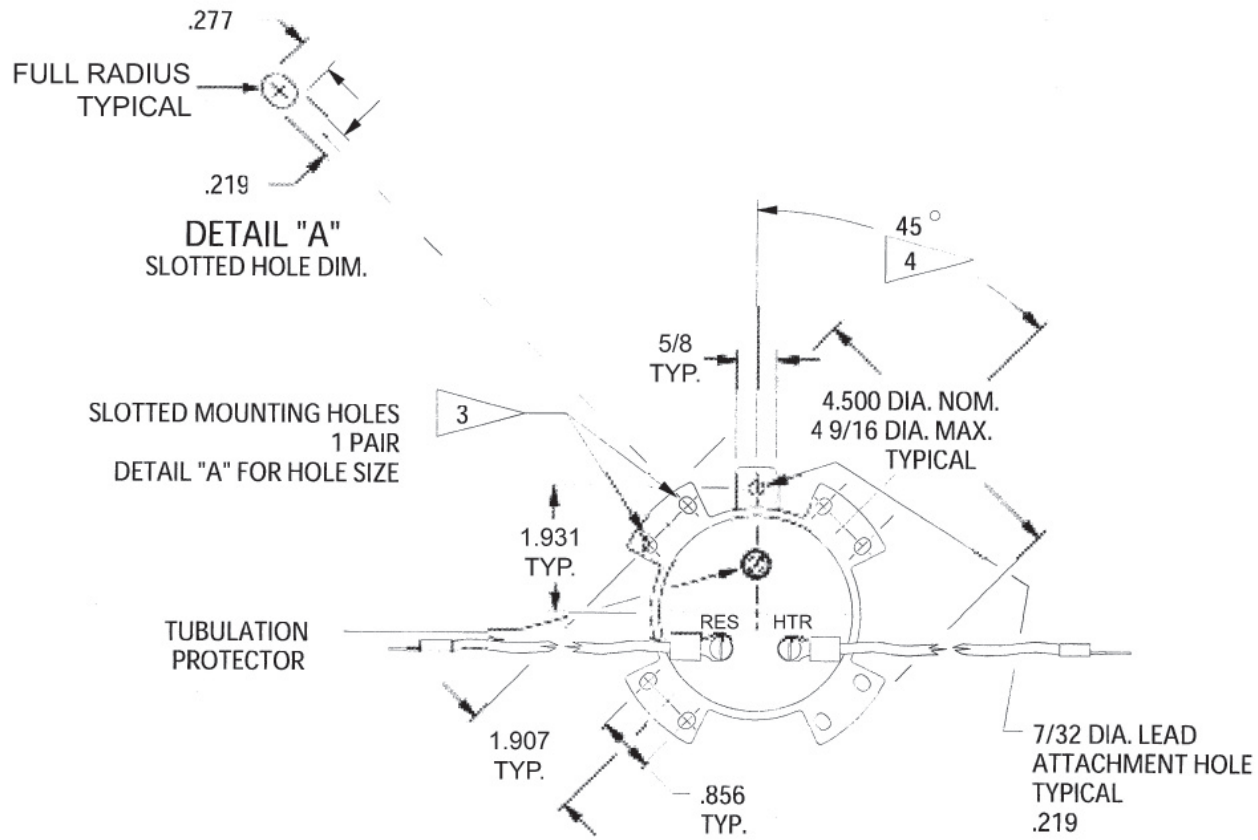 .277
FULL RADIUS
TYPICAL
.219
DETAIL "A"
SLOTTED HOLE DIM.
45°
4
5/8
TYP.
4.500 DIA. NOM.
4 9/16 DIA. MAX.
TYPICAL
SLOTTED MOUNTING HOLES
1 PAIR
DETAIL "A" FOR HOLE SIZE
3
1.931
TYP.
TUBULATION
PROTECTOR
RES
HTR
1.907
TYP.
.856
TYP.
7/32 DIA. LEAD
ATTACHMENT HOLE
TYPICAL
.219